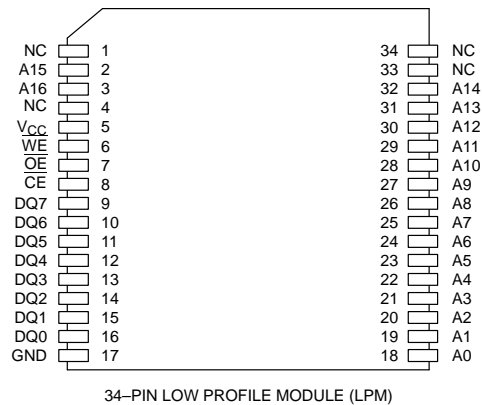 NC 1 34 NC
A15 2 33 NC
A16 3 32 A14
NC 4 31 A13
VCC 5 30 A12
WE 6 29 A11
OE 7 28 A10
CE 8 27 A9
DQ7 9 26 A8
DQ6 10 25 A7
DQ5 11 24 A6
DQ4 12 23 A5
DQ3 13 22 A4
DQ2 14 21 A3
DQ1 15 20 A2
DQ0 16 19 A1
GND 17 18 A0
34–PIN LOW PROFILE MODULE (LPM)